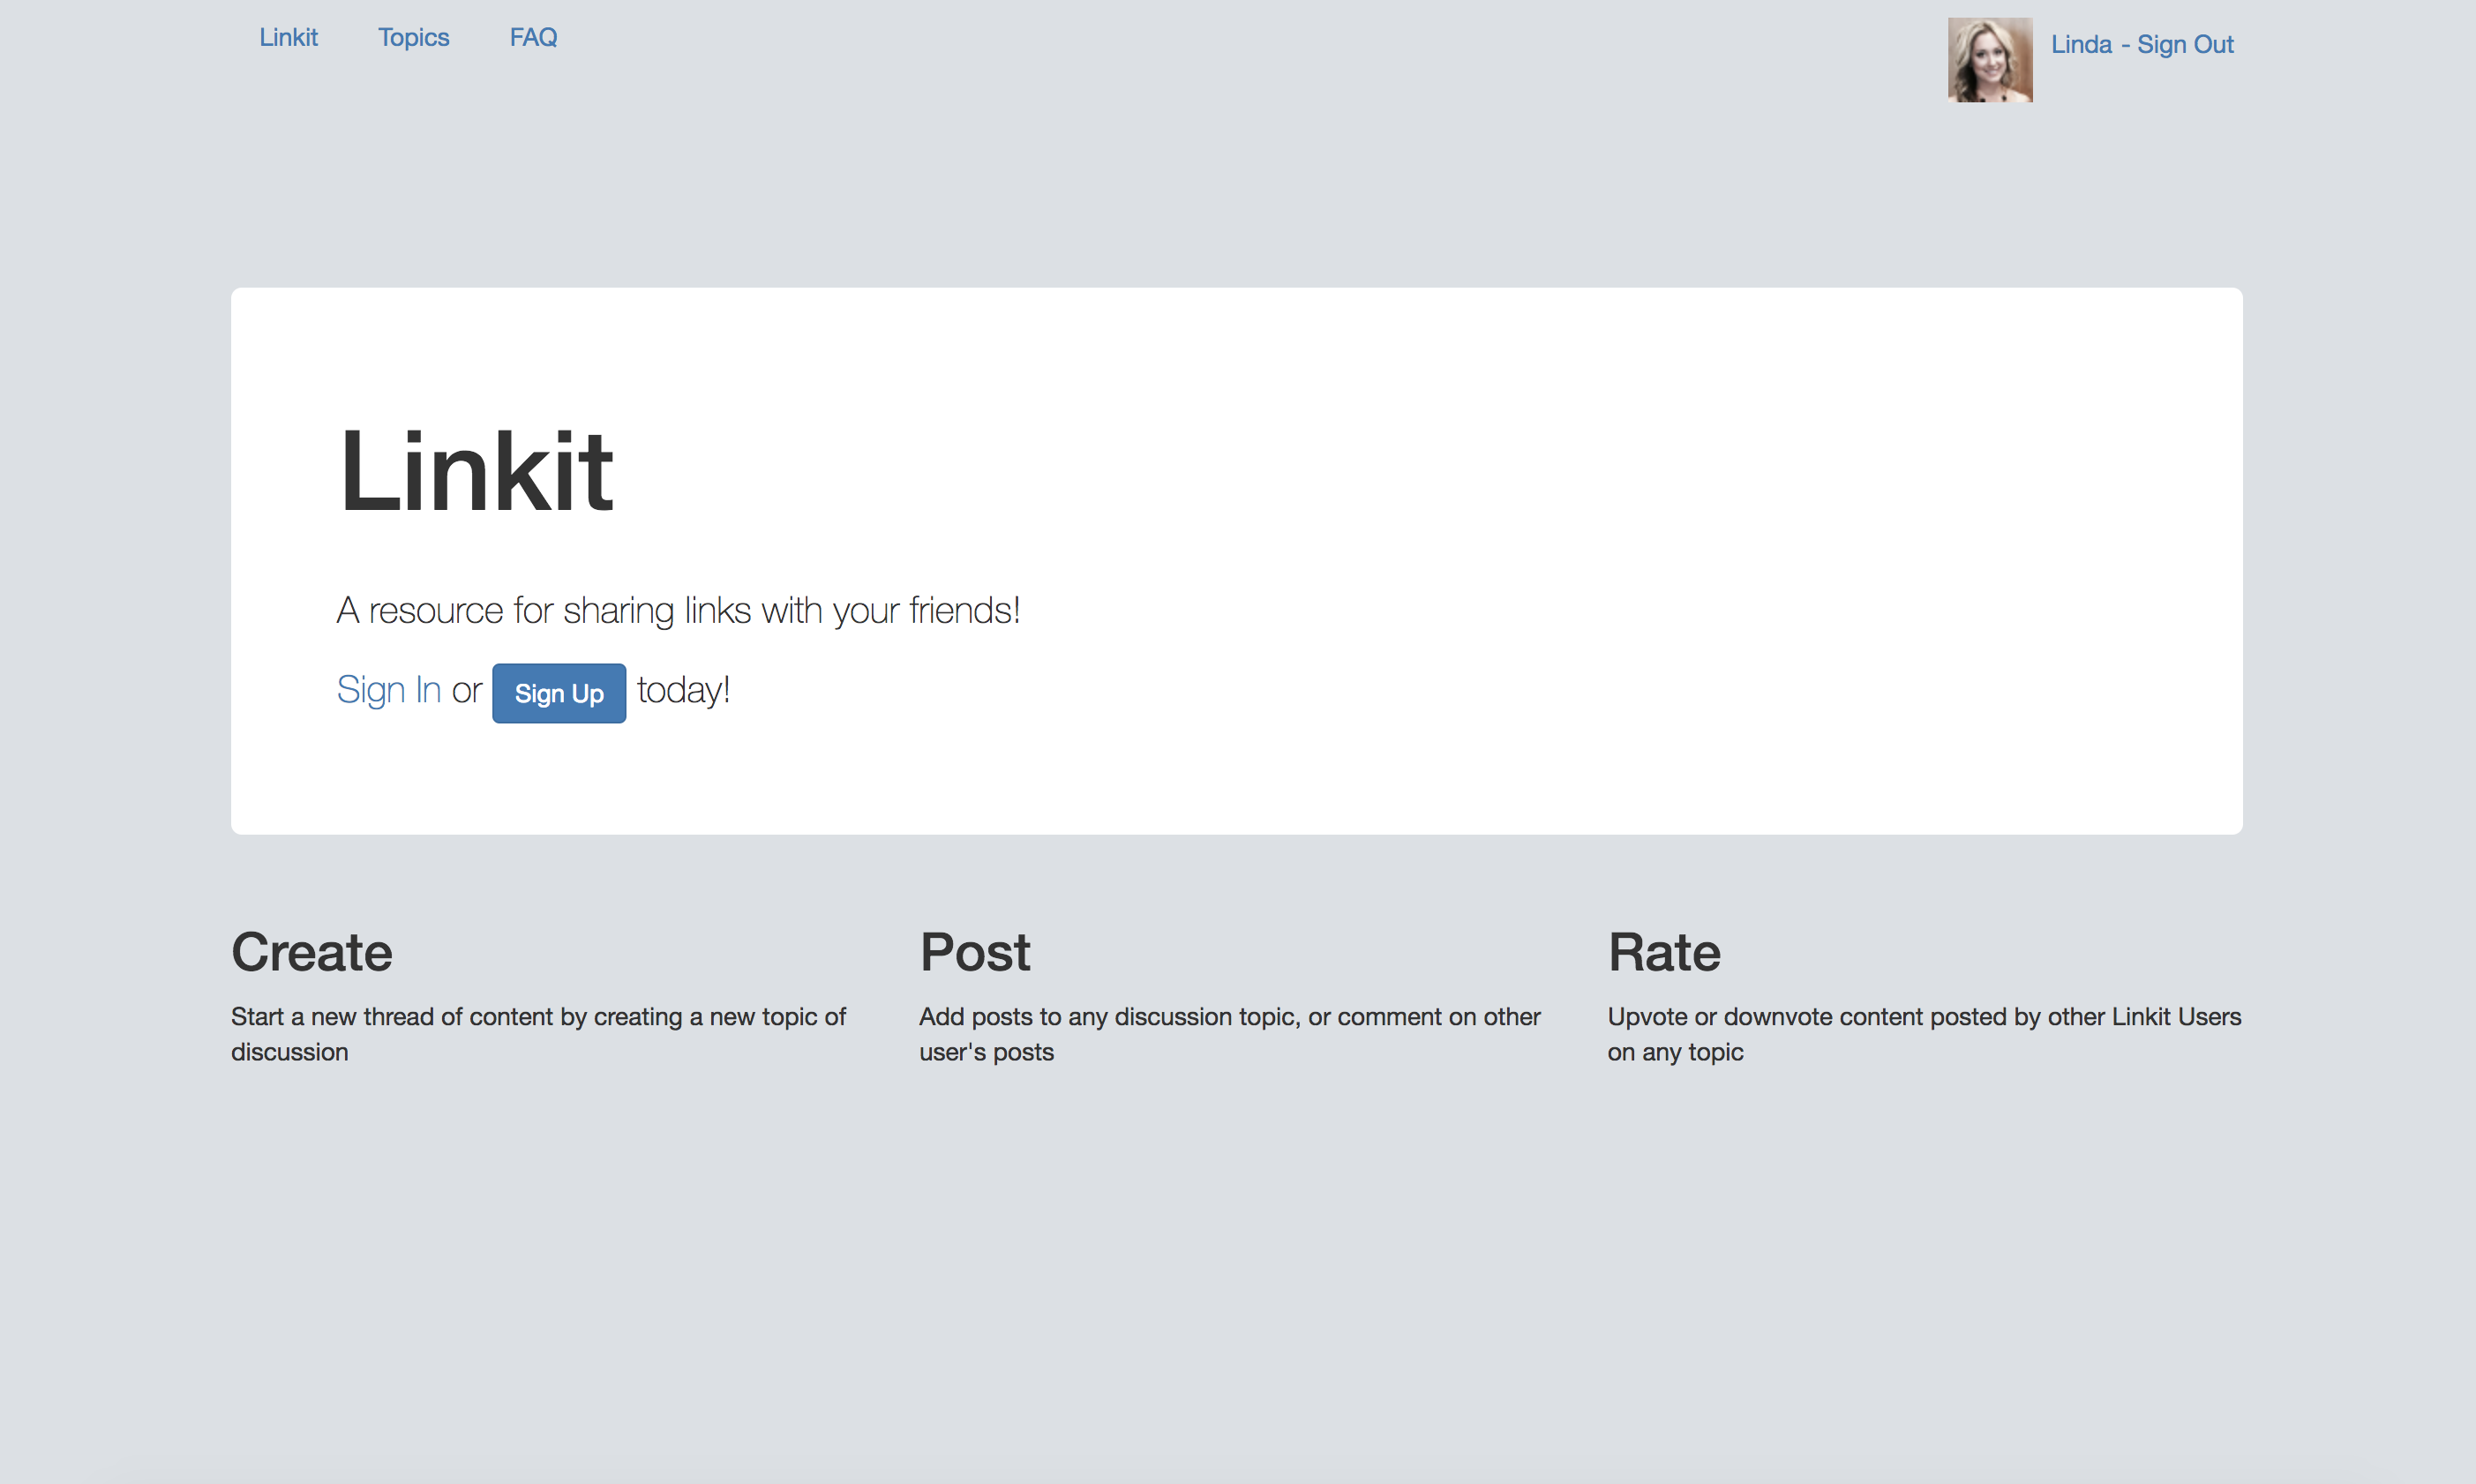 Linkit Topics FAQ Linda - Sign Out
Linkit
A resource for sharing links with your friends!
Sign In or Sign Up today!
Create
Start a new thread of content by creating a new topic of
discussion
Post
Add posts to any discussion topic, or comment on other
user's posts
Rate
Upvote or downvote content posted by other Linkit Users
on any topic